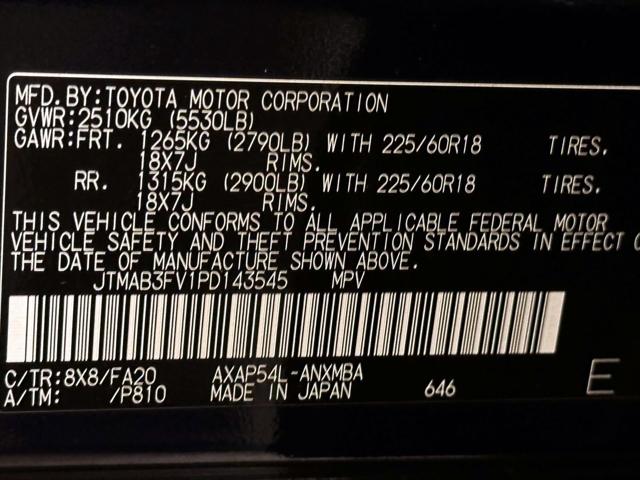 MFD.BY:TOYOTA MOTOR CORPORATION
GVWR:2510KG (5530LB)
GAWR:FRT. 1265KG (2790LB) WITH 225/60R18 TIRES.
18X7J RIMS.
RR. 1315KG (2900LB) WITH 225/60R18 TIRES.
18X7J RIMS.
THIS VEHICLE CONFORMS TO ALL APPLICABLE FEDERAL MOTOR
VEHICLE SAFETY AND THEFT PREVENTION STANDARDS IN EFFECT
THE DATE OF MANUFACTURE SHOWN ABOVE.
JTMAB3FV1PD143545 MPV
C/TR:8X8/FA20 AXAP54L-ANXMBA
A/TM: /P810 MADE IN JAPAN 646 E